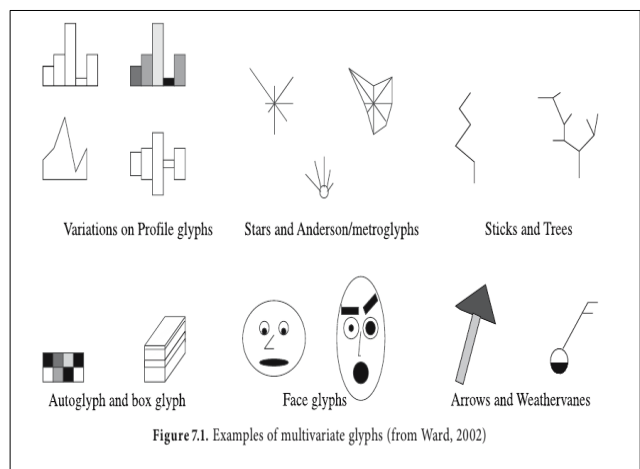 Variations on Profile glyphs
Stars and Anderson/metroglyphs
Sticks and Trees
Autoglyph and box glyph
Face glyphs
Arrows and Weathervanes
Figure 7.1. Examples of multivariate glyphs (from Ward, 2002)